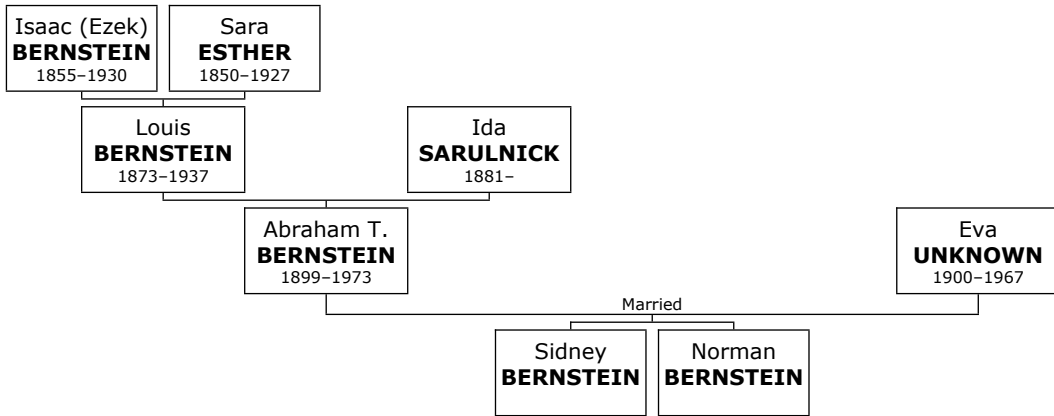 Isaac (Ezek)
BERNSTEIN
1855–1930
Sara
ESTHER
1850–1927
Louis
BERNSTEIN
1873–1937
Ida
SARULNICK
1881–
Abraham T.
BERNSTEIN
1899–1973
Eva
UNKNOWN
1900–1967
Married
Sidney
BERNSTEIN
Norman
BERNSTEIN